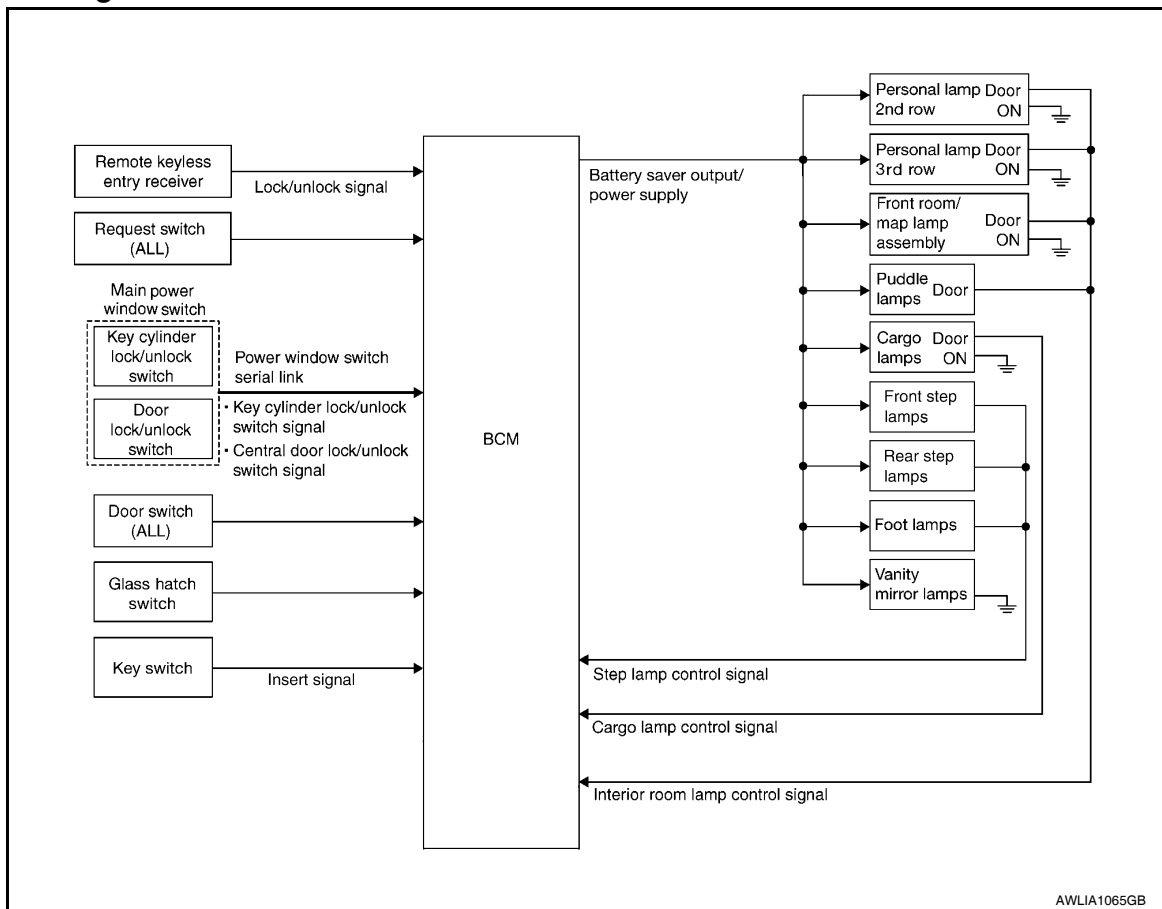 Remote keyless
entry receiver
Lock/unlock signal
Request switch
(ALL)
Main power
window switch
Key cylinder
lock/unlock
switch
Door
lock/unlock
switch
Power window switch
serial link
• Key cylinder lock/unlock
switch signal
• Central door lock/unlock
switch signal
Door switch
(ALL)
Glass hatch
switch
Key switch
Insert signal
BCM
Battery saver output/
power supply
Personal lamp Door
2nd row ON
Personal lamp Door
3rd row ON
Front room/
map lamp Door
assembly ON
Puddle
lamps Door
Cargo Door
lamps ON
Front step
lamps
Rear step
lamps
Foot lamps
Vanity
mirror lamps
Step lamp control signal
Cargo lamp control signal
Interior room lamp control signal
AWLIA1065GB